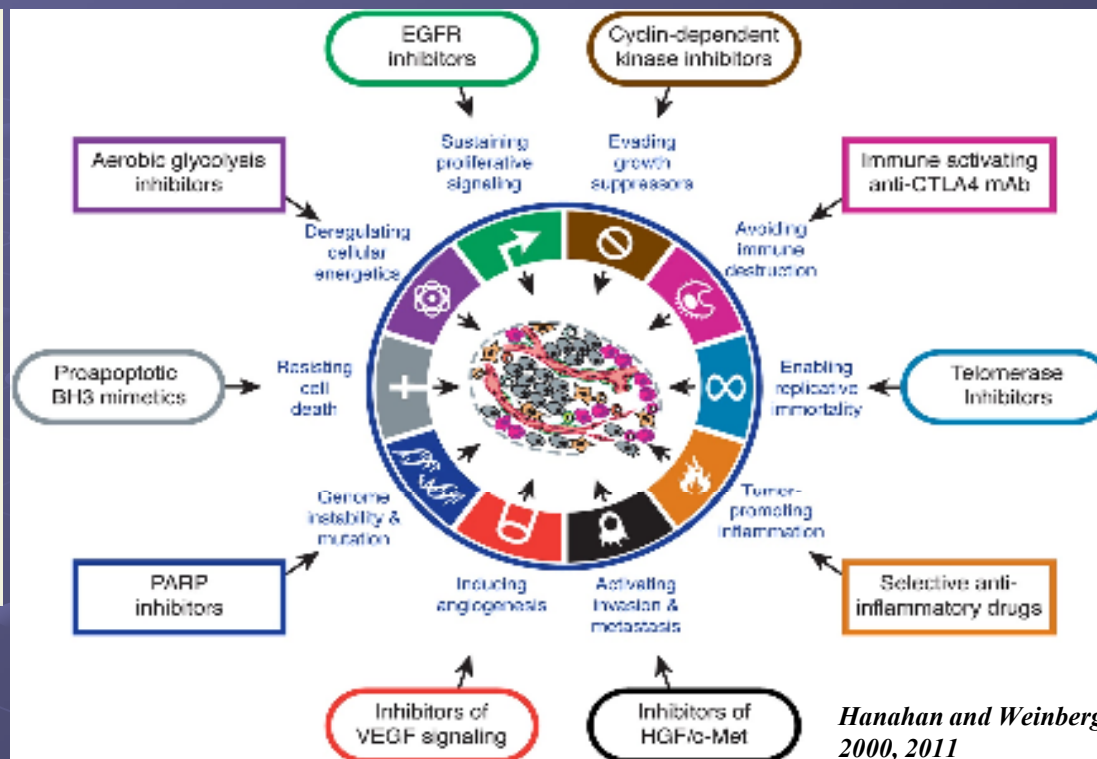 EGFR
inhibitors
Cyclin-dependent
kinase inhibitors
Sustaining
proliferative
signaling
Evading
growth
suppressors
Aerobic glycolysis
inhibitors
Immune activating
anti-CTLA4 mAb
Deregulating
cellular
energetics
Avoiding
immune
destruction
Proapoptotic
BH3 mimetics
Resisting
cell
death
Enabling
replicative
immortality
Telomerase
Inhibitors
Genome
instability &
mutation
Tumor-
promoting
inflammation
PARP
inhibitors
Inducing
angiogenesis
Activating
invasion &
metastasis
Selective anti-
inflammatory drugs
Inhibitors of
VEGF signaling
Inhibitors of
HGF/c-Met
Hanahan and Weinberg
2000, 2011